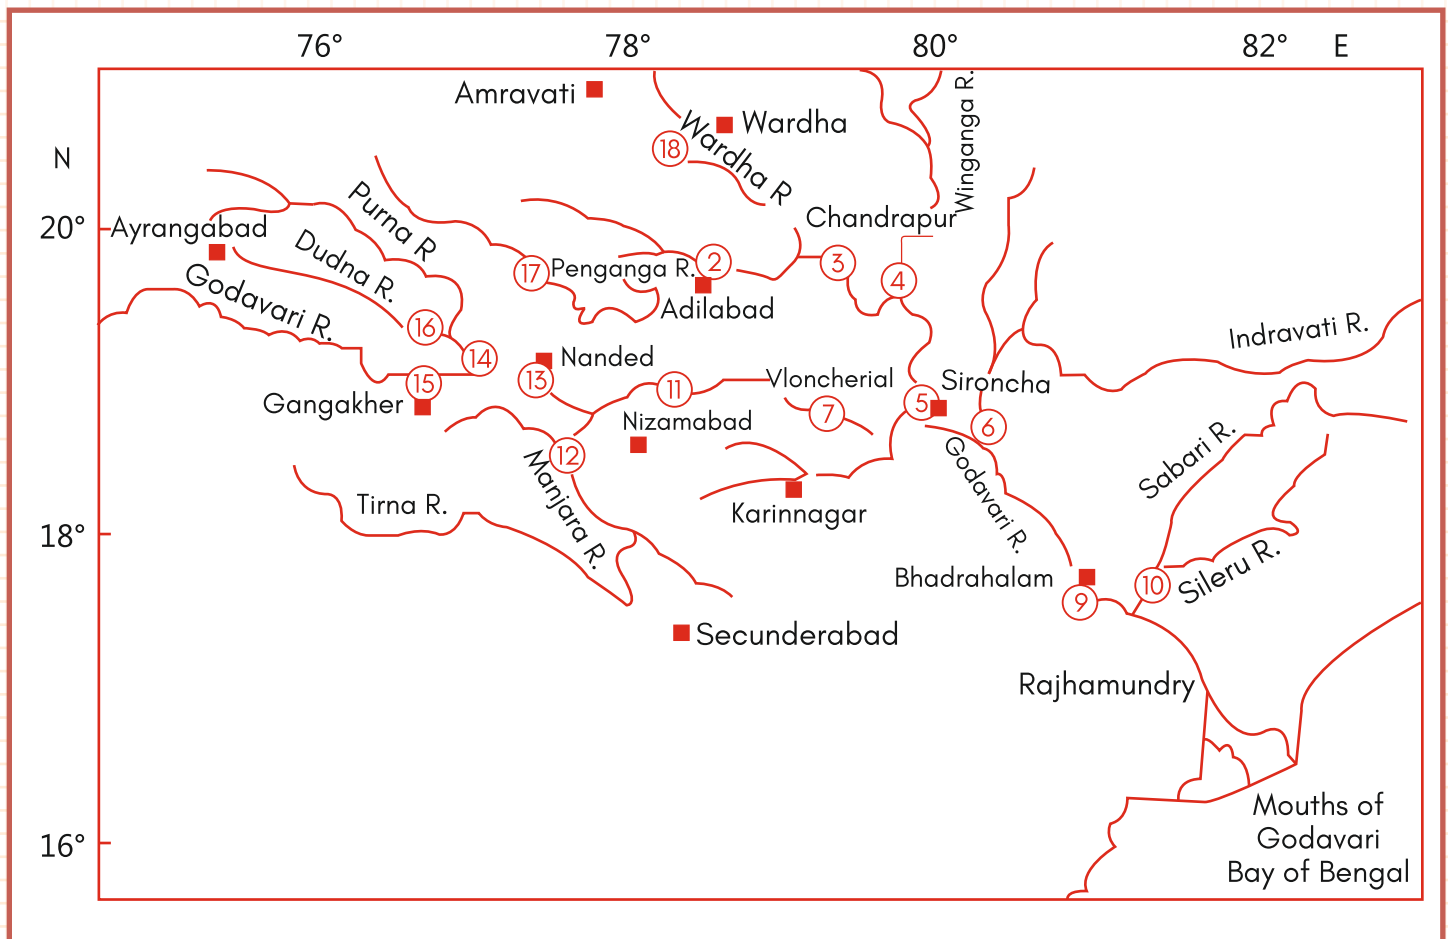 76° 78° 80° 82° E
Amravati
Wardha
N
18
Wardha R
Winganga R.
20°
Ayrangabad
Purna R
Chandrapur
Dudna R.
Godavari R.
17
Penganga R.
2
3
4
Adilabad
16
14
Indravati R.
Nanded
13
15
Gangakher
11
Vloncherial
7
Sironcha
5
6
Nizamabad
12
Manjara R.
Tirna R.
Karinnagar
Godavari R.
Sabari R.
18°
Bhadrahalam
9
10
Sileru R.
Secunderabad
Rajhamundry
16°
Mouths of
Godavari
Bay of Bengal